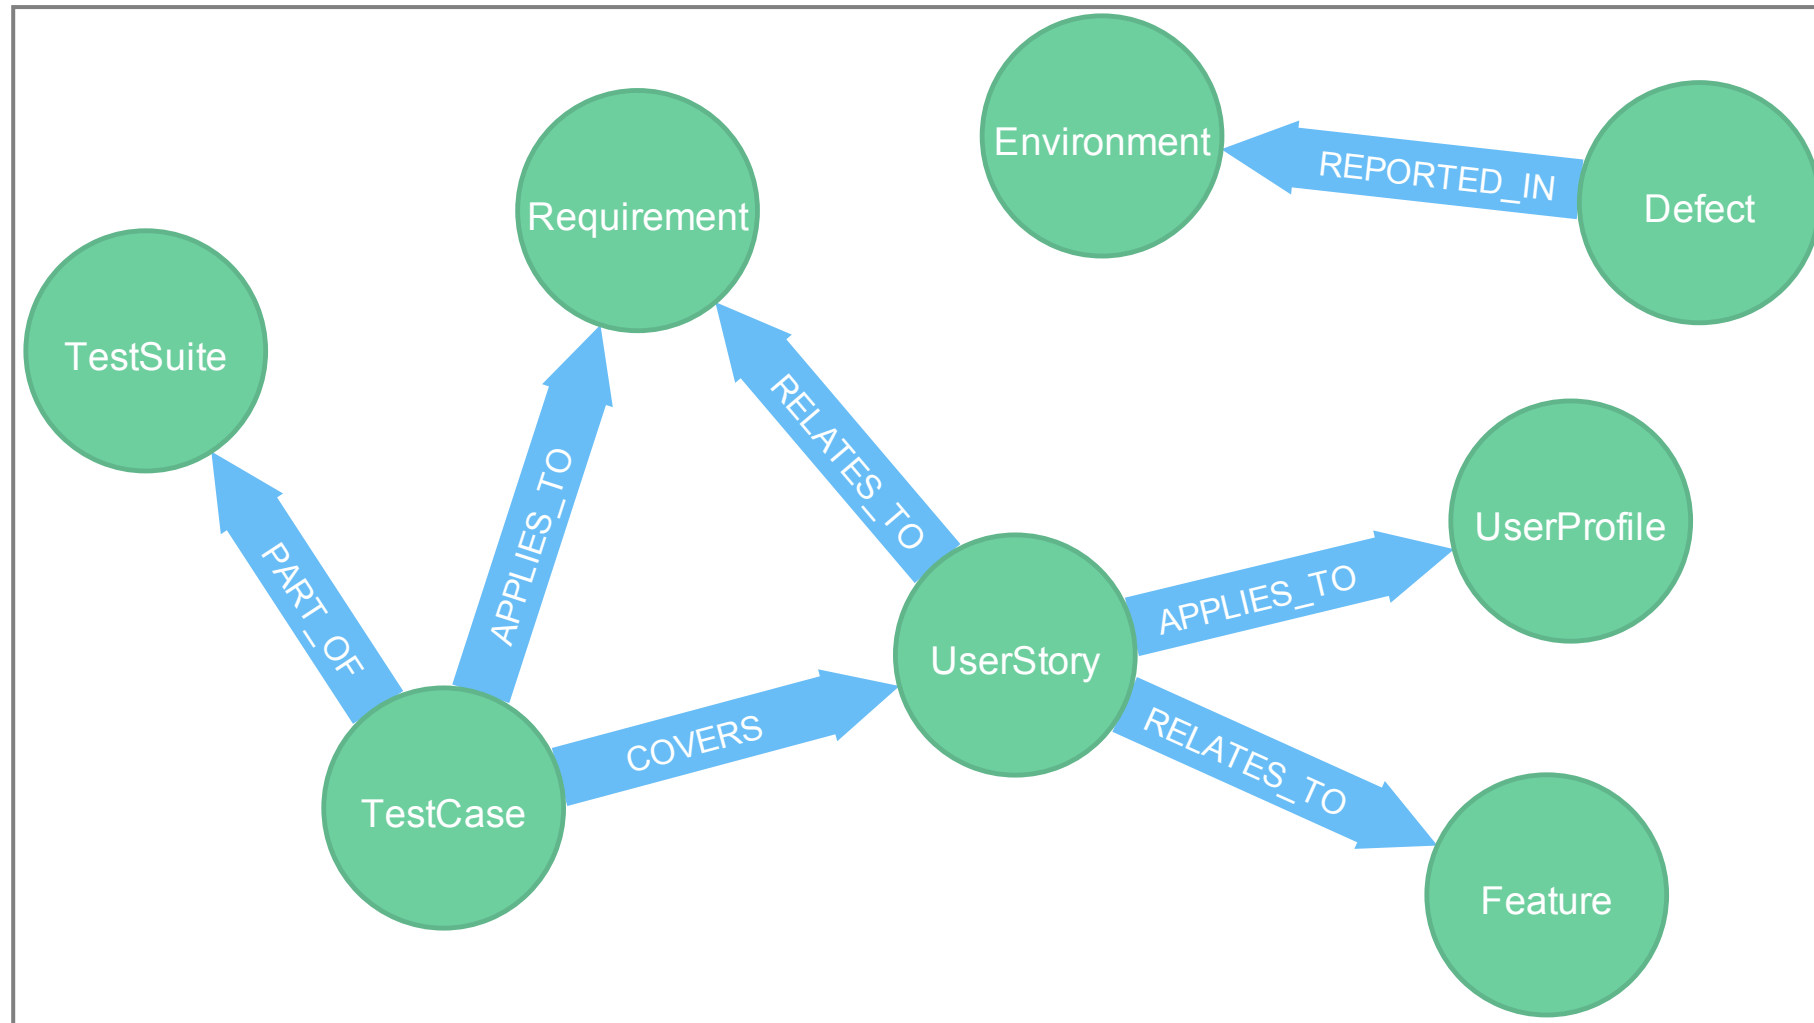 Environment
REPORTED_IN
Defect
Requirement
TestSuite
RELATES_TO
APPLIES_TO
PART_OF
UserProfile
APPLIES_TO
UserStory
COVERS
RELATES_TO
TestCase
Feature